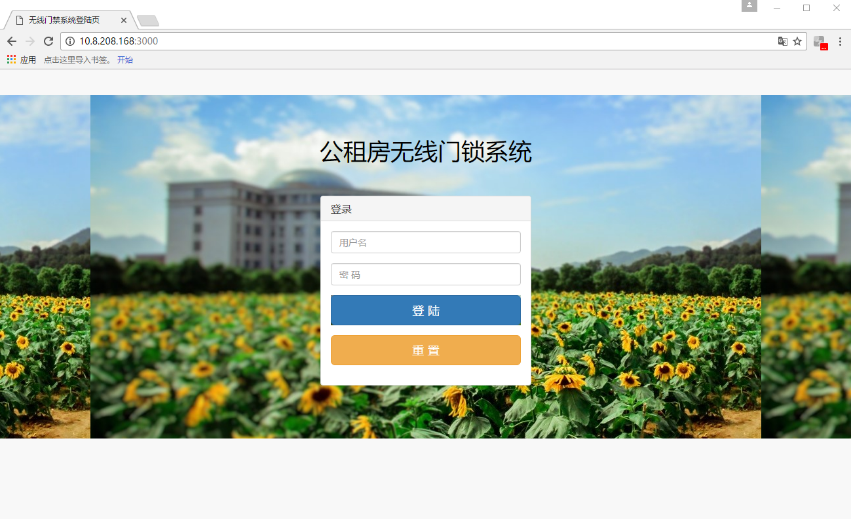 无线门禁系统登陆页
10.8.208.168:3000
应用 点击这里导入书签。 开始
公租房无线门锁系统
登录
用户名
密 码
登 陆
重 置